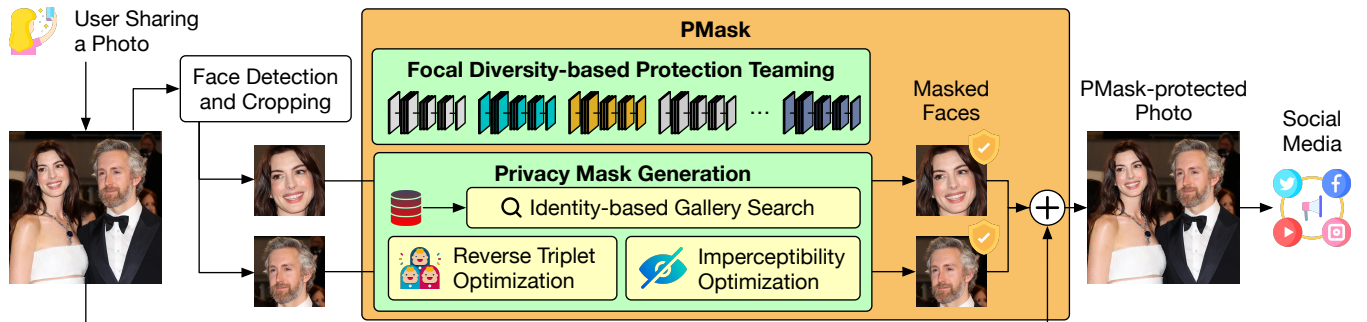 User Sharing
a Photo
Face Detection
and Cropping
PMask
Focal Diversity-based Protection Teaming
...
Privacy Mask Generation
Identity-based Gallery Search
Reverse Triplet
Optimization
Imperceptibility
Optimization
Masked
Faces
PMask-protected
Photo
Social
Media